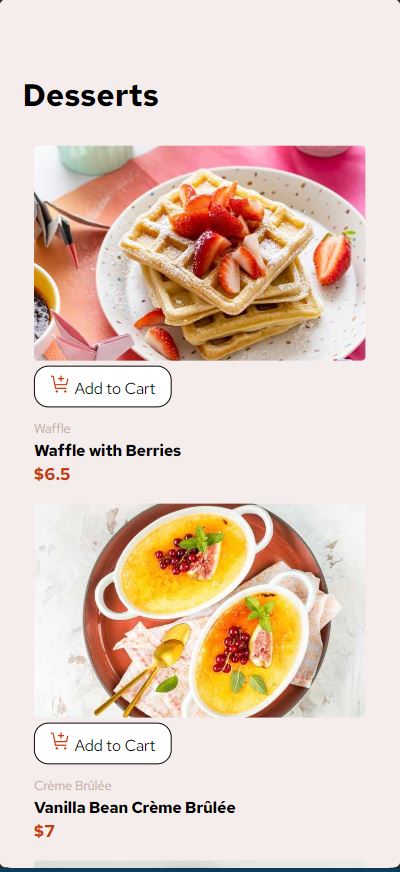 Desserts
Add to Cart
Waffle
Waffle with Berries
$6.5
Add to Cart
Crème Brûlée
Vanilla Bean Crème Brûlée
$7